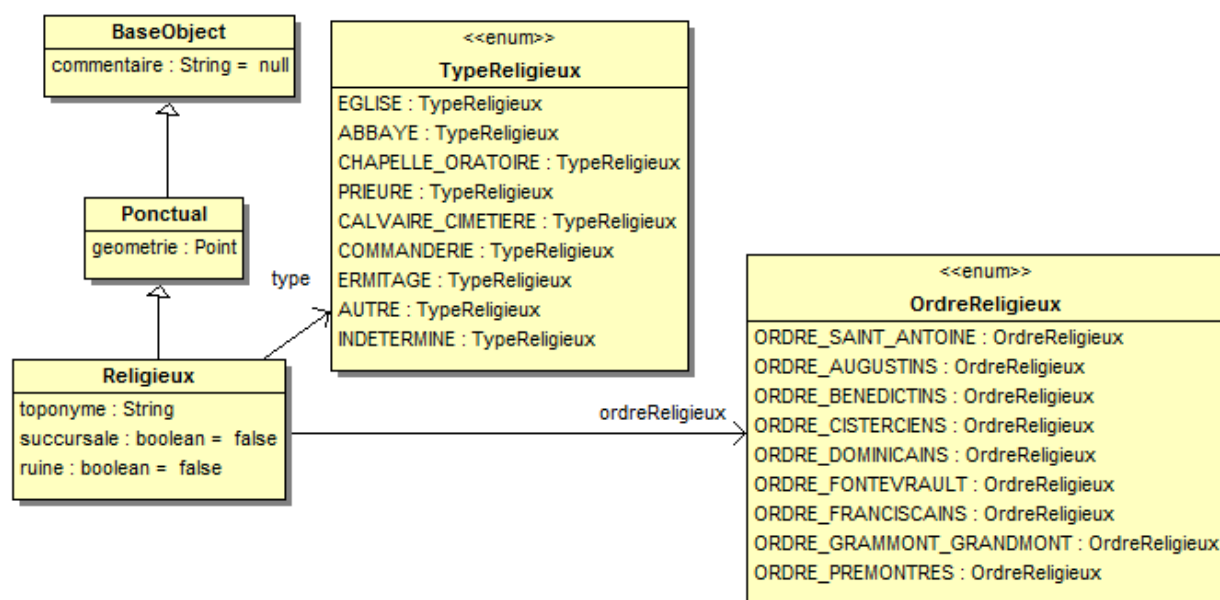 BaseObject
commentaire : String = null
<<enum>>
TypeReligieux
EGLISE : TypeReligieux
ABBAYE : TypeReligieux
CHAPELLE_ORATOIRE : TypeReligieux
PRIEURE : TypeReligieux
CALVAIRE_CIMETIERE : TypeReligieux
COMMANDERIE : TypeReligieux
ERMITAGE : TypeReligieux
AUTRE : TypeReligieux
INDETERMINE : TypeReligieux
Ponctual
geometrie : Point
type
Religieux
toponyme : String
succursale : boolean = false
ruine : boolean = false
ordreReligieux
<<enum>>
OrdreReligieux
ORDRE_SAINT_ANTOINE : OrdreReligieux
ORDRE_AUGUSTINS : OrdreReligieux
ORDRE_BENEDICTINS : OrdreReligieux
ORDRE_CISTERCIENS : OrdreReligieux
ORDRE_DOMINICAINS : OrdreReligieux
ORDRE_FONTEVRAULT : OrdreReligieux
ORDRE_FRANCISCAINS : OrdreReligieux
ORDRE_GRAMMONT_GRANDMONT : OrdreReligieux
ORDRE_PREMONTRES : OrdreReligieux